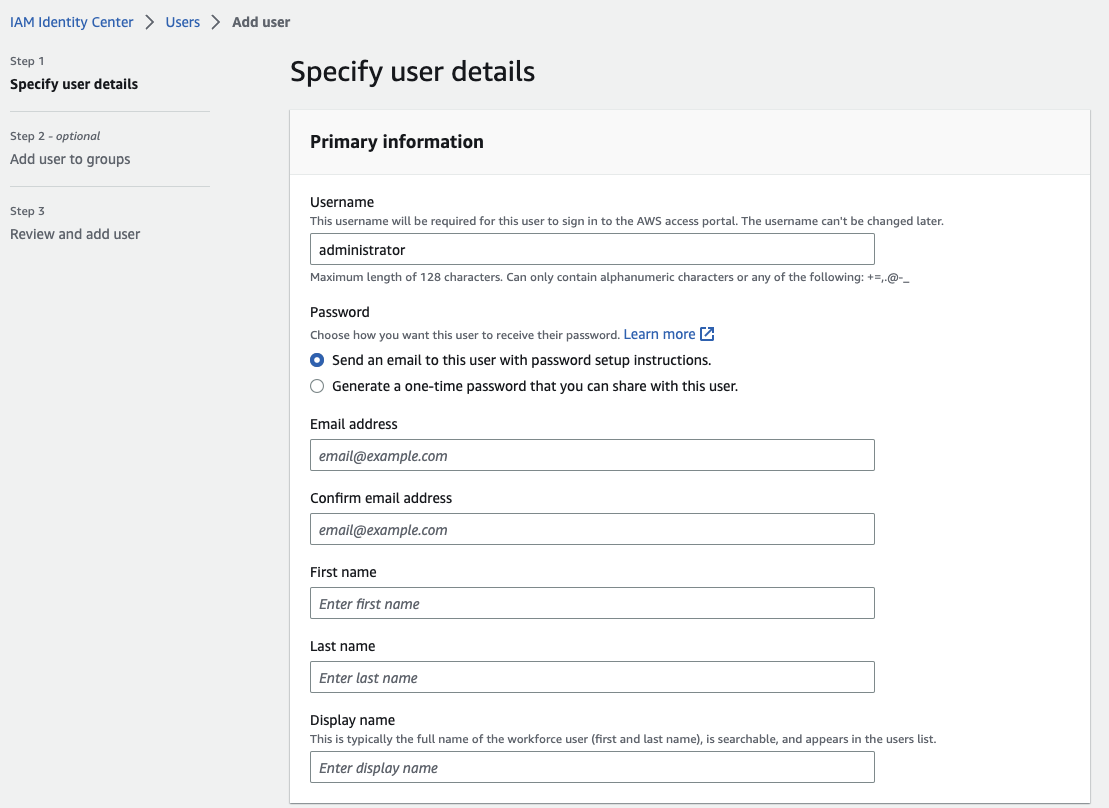 IAM Identity Center > Users > Add user
Step 1
Specify user details
Step 2 - optional
Add user to groups
Step 3
Review and add user
Specify user details
Primary information
Username
This username will be required for this user to sign in to the AWS access portal. The username can't be changed later.
administrator
Maximum length of 128 characters. Can only contain alphanumeric characters or any of the following: +=,.@-_
Password
Choose how you want this user to receive their password. Learn more
Send an email to this user with password setup instructions.
Generate a one-time password that you can share with this user.
Email address
email@example.com
Confirm email address
email@example.com
First name
Enter first name
Last name
Enter last name
Display name
This is typically the full name of the workforce user (first and last name), is searchable, and appears in the users list.
Enter display name